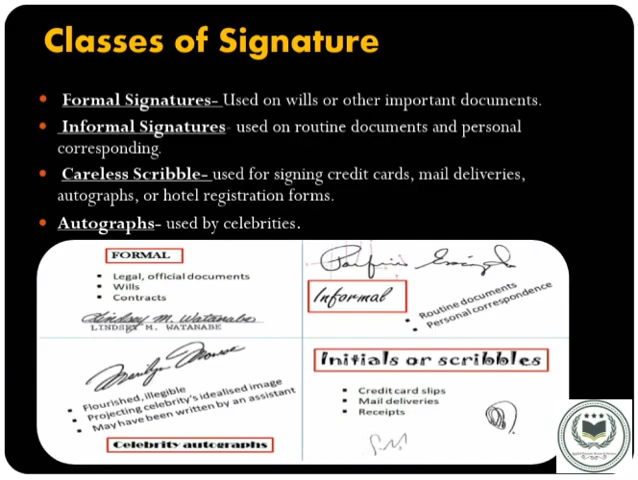 Classes of Signature
Formal Signatures- Used on wills or other important documents.
Informal Signatures- used on routine documents and personal
corresponding.
Careless Scribble- used for signing credit cards, mail deliveries,
autographs, or hotel registration forms.
Autographs- used by celebrities.
FORMAL
Legal, official documents
Wills
Contracts
Lindsey M. Watanabe
LINDSEY M. WATANABE
Informal
Routine documents
Personal correspondence
Marilyn Monroe
Flourished, illegible
Projecting celebrity's idealised image
May have been written by an assistant
Celebrity autographs
Initials or scribbles
Credit card slips
Mail deliveries
Receipts
S.M